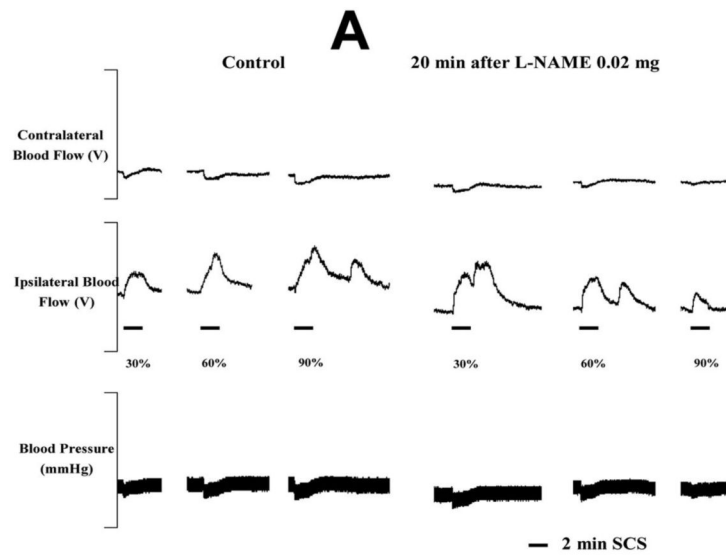 A
Control
20 min after L-NAME 0.02 mg
Contralateral
Blood Flow (V)
Ipsilateral Blood
Flow (V)
30%
60%
90%
30%
60%
90%
Blood Pressure
(mmHg)
2 min SCS